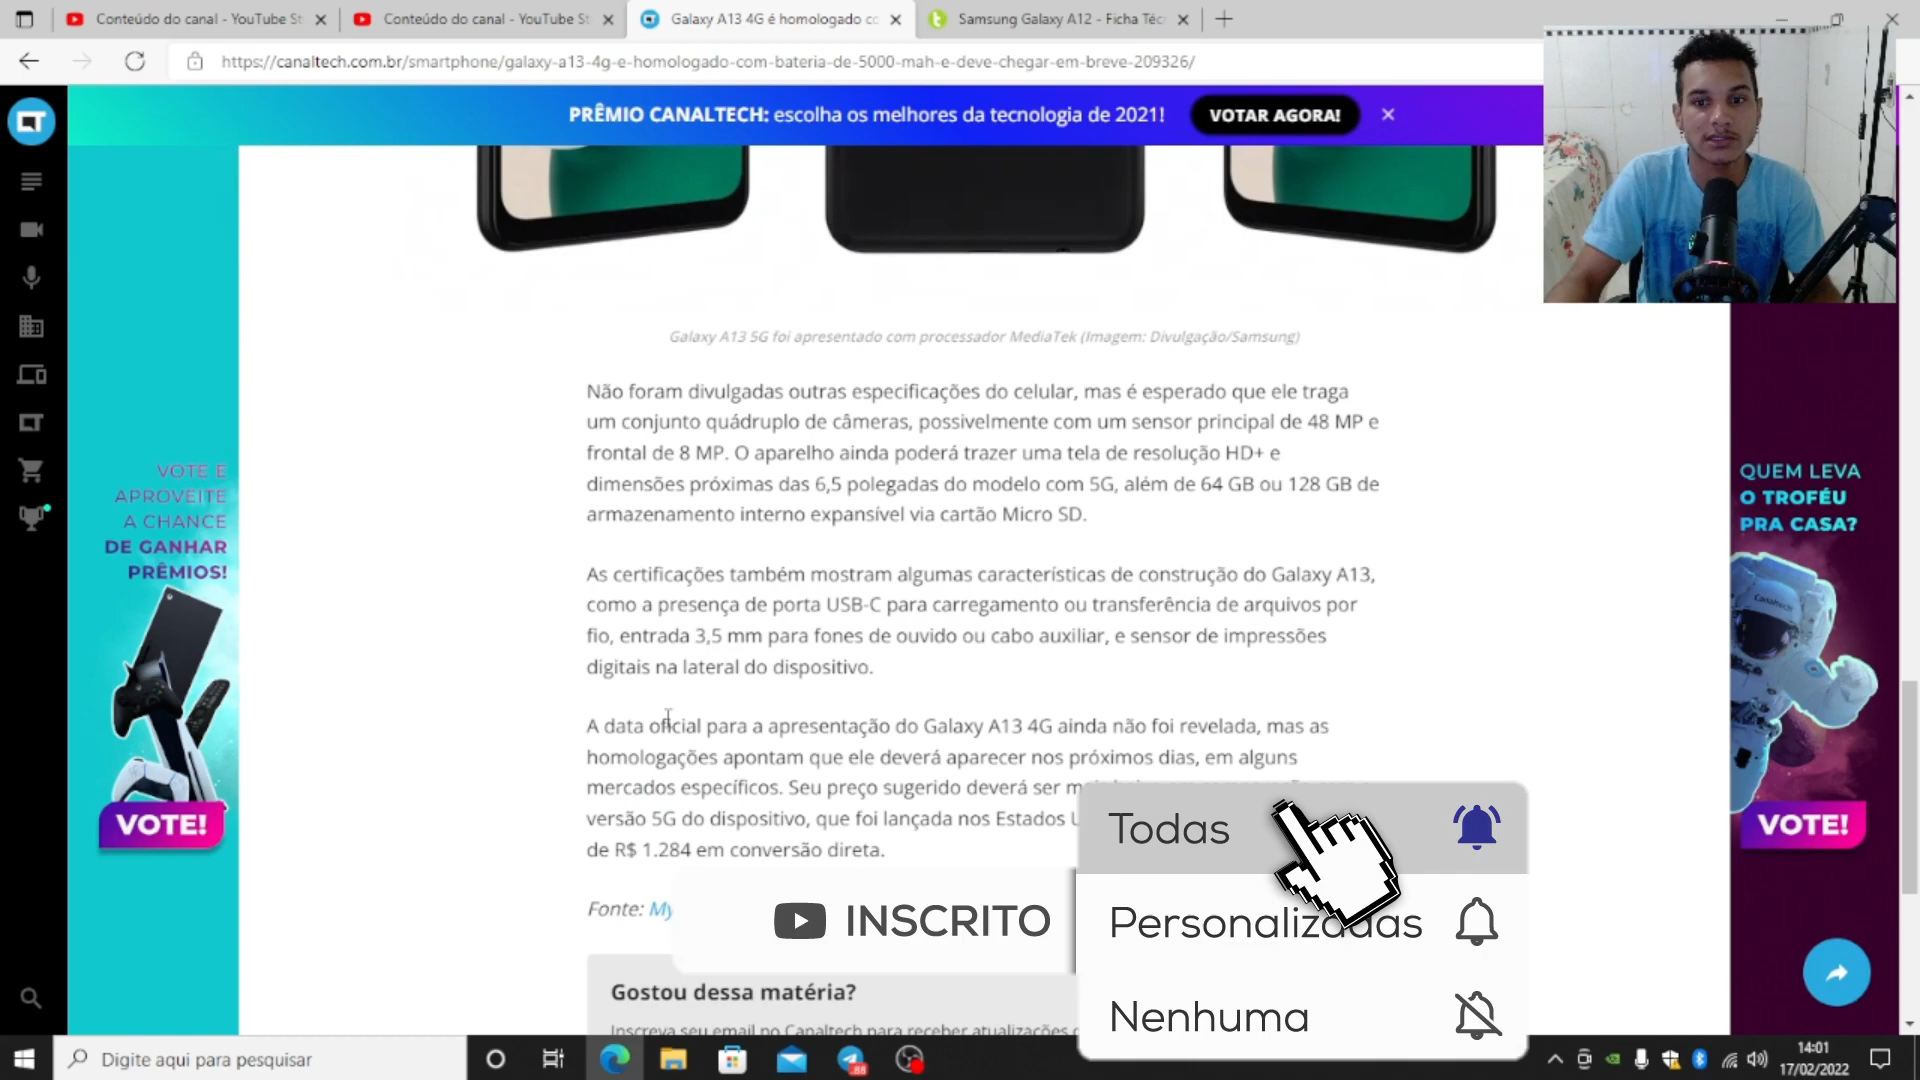 Conteúdo do canal - YouTube St
Conteúdo do canal - YouTube St
Galaxy A13 4G é homologado co
Samsung Galaxy A12 - Ficha Téc
https://canaltech.com.br/smartphone/galaxy-a13-4g-e-homologado-com-bateria-de-5000-mah-e-deve-chegar-em-breve-209326/
PRÊMIO CANALTECH: escolha os melhores da tecnologia de 2021!
VOTAR AGORA!
Galaxy A13 5G foi apresentado com processador MediaTek (Imagem: Divulgação/Samsung)
Não foram divulgadas outras especificações do celular, mas é esperado que ele traga
um conjunto quádruplo de câmeras, possivelmente com um sensor principal de 48 MP e
frontal de 8 MP. O aparelho ainda poderá trazer uma tela de resolução HD+ e
dimensões próximas das 6,5 polegadas do modelo com 5G, além de 64 GB ou 128 GB de
armazenamento interno expansível via cartão Micro SD.
As certificações também mostram algumas características de construção do Galaxy A13,
como a presença de porta USB-C para carregamento ou transferência de arquivos por
fio, entrada 3,5 mm para fones de ouvido ou cabo auxiliar, e sensor de impressões
digitais na lateral do dispositivo.
A data oficial para a apresentação do Galaxy A13 4G ainda não foi revelada, mas as
homologações apontam que ele deverá aparecer nos próximos dias, em alguns
mercados específicos. Seu preço sugerido deverá ser
versão 5G do dispositivo, que foi lançada nos Estados
de R$ 1.284 em conversão direta.
Fonte: My
Gostou dessa matéria?
Inscreva seu email no Canaltech para receber atualizações
VOTE E
APROVEITE
A CHANCE
DE GANHAR
PRÊMIOS!
VOTE!
QUEM LEVA
O TROFÉU
PRA CASA?
Canaltech
VOTE!
INSCRITO
Todas
Personalizadas
Nenhuma
Digite aqui para pesquisar
88
14:01
17/02/2022